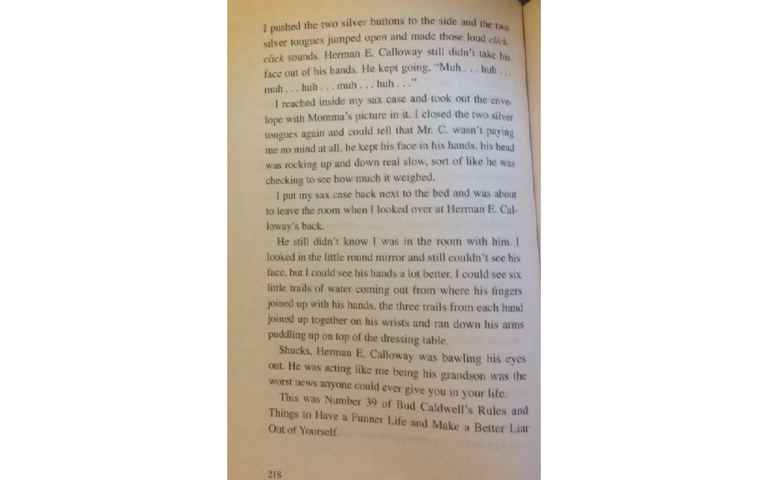 I pushed the two silver buttons to the side and the two
silver tongues jumped open and made those loud click
click sounds. Herman E. Calloway still didn't take his
face out of his hands. He kept going, "Muh . . . huh . . .
muh . . . huh . . . muh . . . huh . . ."
I reached inside my sax case and took out the enve-
lope with Momma's picture in it. I closed the two silver
tongues again and could tell that Mr. C. wasn't paying
me no mind at all, he kept his face in his hands, his head
was rocking up and down real slow, sort of like he was
checking to see how much it weighed.
I put my sax case back next to the bed and was about
to leave the room when I looked over at Herman E. Cal-
loway's back.
He still didn't know I was in the room with him. I
looked in the little round mirror and still couldn't see his
face, but I could see his hands a lot better. I could see six
little trails of water coming out from where his fingers
joined up with his hands, the three trails from each hand
joined up together on his wrists and ran down his arms
puddling up on top of the dressing table.
Shucks, Herman E. Calloway was bawling his eyes
out. He was acting like me being his grandson was the
worst news anyone could ever give you in your life.
This was Number 39 of Bud Caldwell's Rules and
Things to Have a Funner Life and Make a Better Liar
Out of Yourself.
218